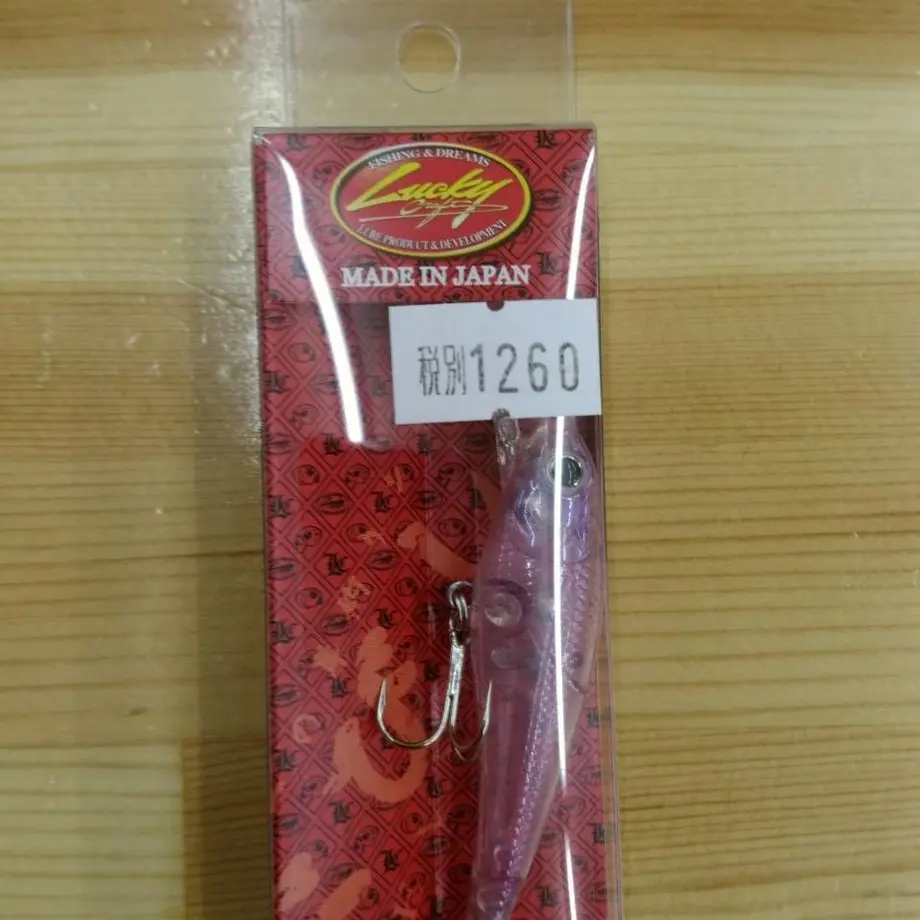 FISHING & DREAMS
Lucky
Craft
LURE PRODUCT & DEVELOPMENT
MADE IN JAPAN
税別1260